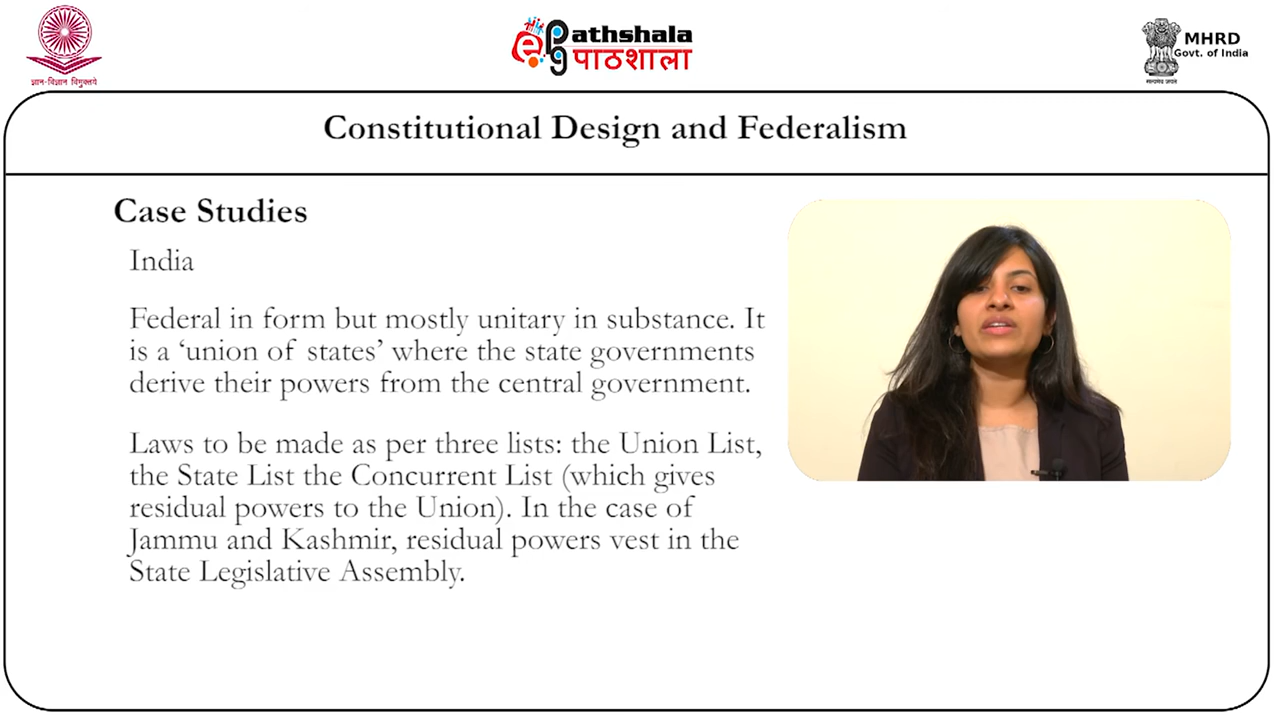 ज्ञान-विज्ञान विमुक्तये
ePG Pathshala
पाठशाला
MHRD
Govt. of India
सत्यमेव जयते
Constitutional Design and Federalism
Case Studies
India
Federal in form but mostly unitary in substance. It
is a ‘union of states’ where the state governments
derive their powers from the central government.
Laws to be made as per three lists: the Union List,
the State List the Concurrent List (which gives
residual powers to the Union). In the case of
Jammu and Kashmir, residual powers vest in the
State Legislative Assembly.